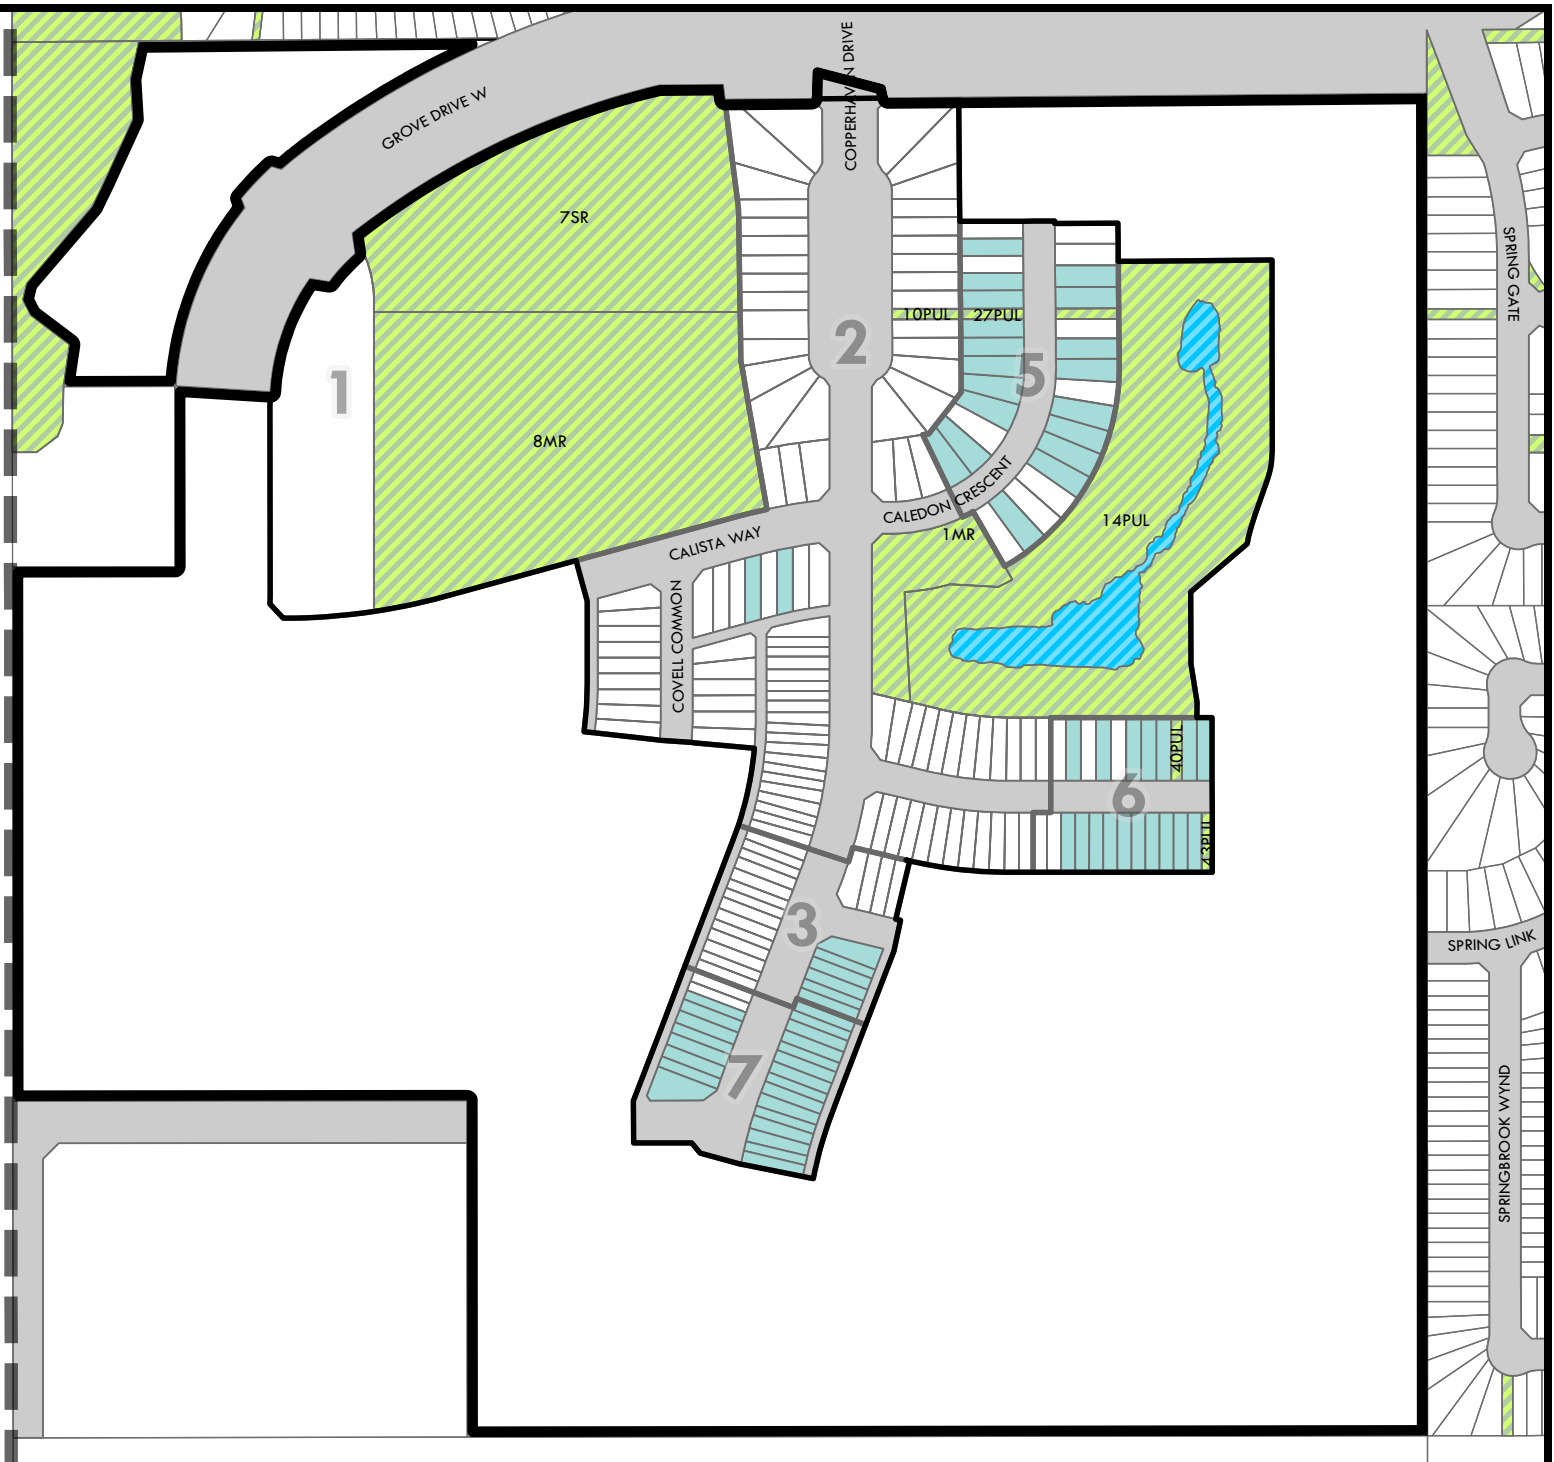 COPPERHAVEN DRIVE
GROVE DRIVE W
7SR
SPRING GATE
10PUL
27PUL
2
5
1
8MR
CALEDON CRESCENT
14PUL
1MR
CALISTA WAY
COVELL COMMON
40PUL
6
43PUL
3
SPRING LINK
7
SPRINGBROOK WYND